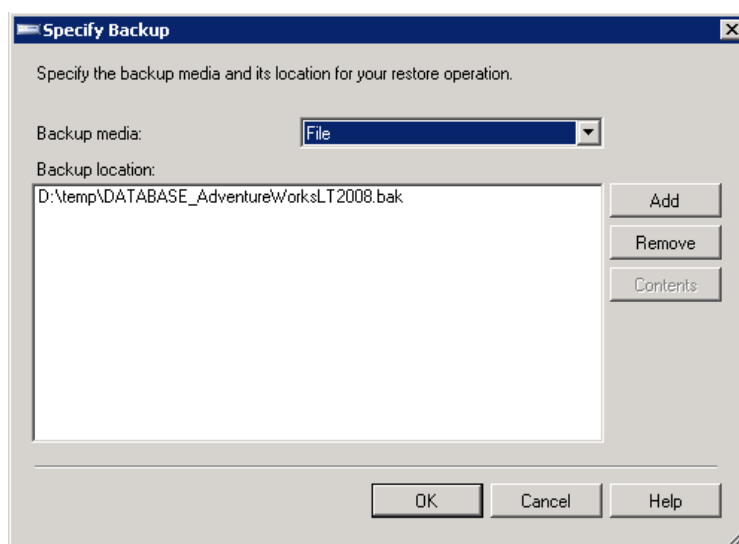 Specify Backup
Specify the backup media and its location for your restore operation.
Backup media:
File
Backup location:
D:\temp\DATABASE_AdventureWorksLT2008.bak
Add
Remove
Contents
OK Cancel Help